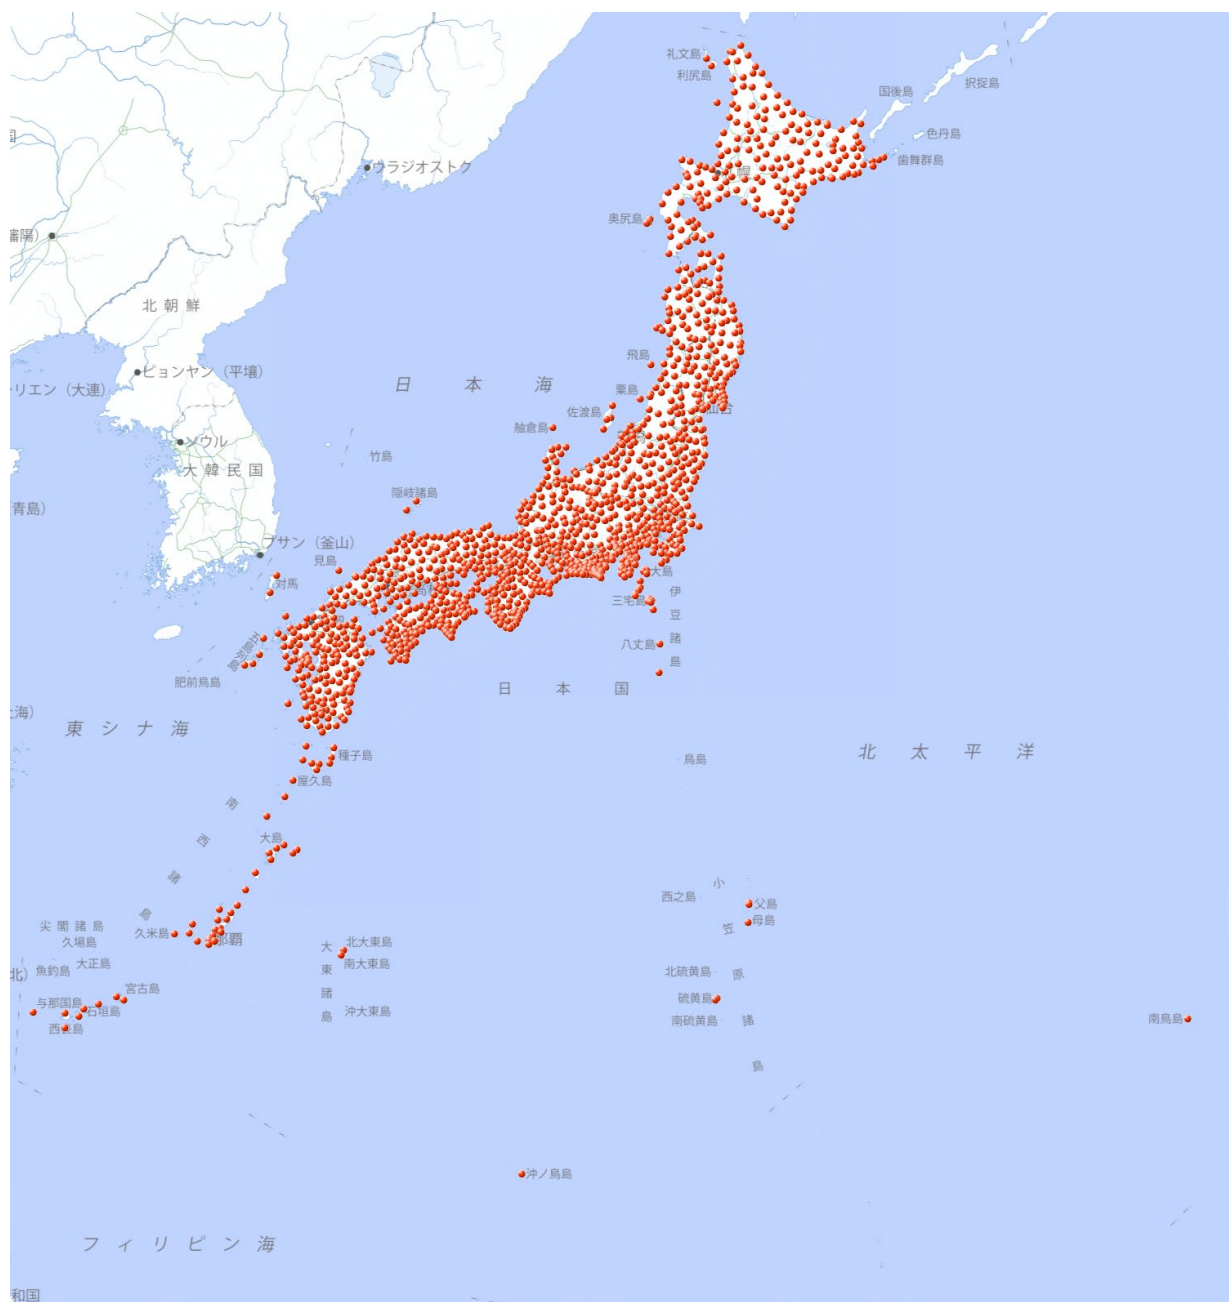 礼文島
利尻島
択捉島
国後島
色丹島
歯舞群島
国
ウラジオストク
幌
奥尻島
瀋陽）
北朝鮮
飛島
ピョンヤン（平壌）
日本海
リエン（大連）
粟島
佐渡島
仙台
舳倉島
ソウル
竹島
大韓民国
隠岐諸島
青島）
プサン（釜山）
見島
対馬
大島
三宅島
伊豆諸島
八丈島
五島列島
肥前鳥島
日本国
上海）
東シナ海
種子島
北太平洋
鳥島
屋久島
南西諸島
大島
小笠原諸島
西之島
父島
母島
尖閣諸島
久場島
久米島
那覇
大東諸島
北大東島
南大東島
北）
魚釣島
大正島
北硫黄島
宮古島
与那国島
石垣島
硫黄島
沖大東島
南硫黄島
南鳥島
西表島
沖ノ鳥島
フィリピン海
和国